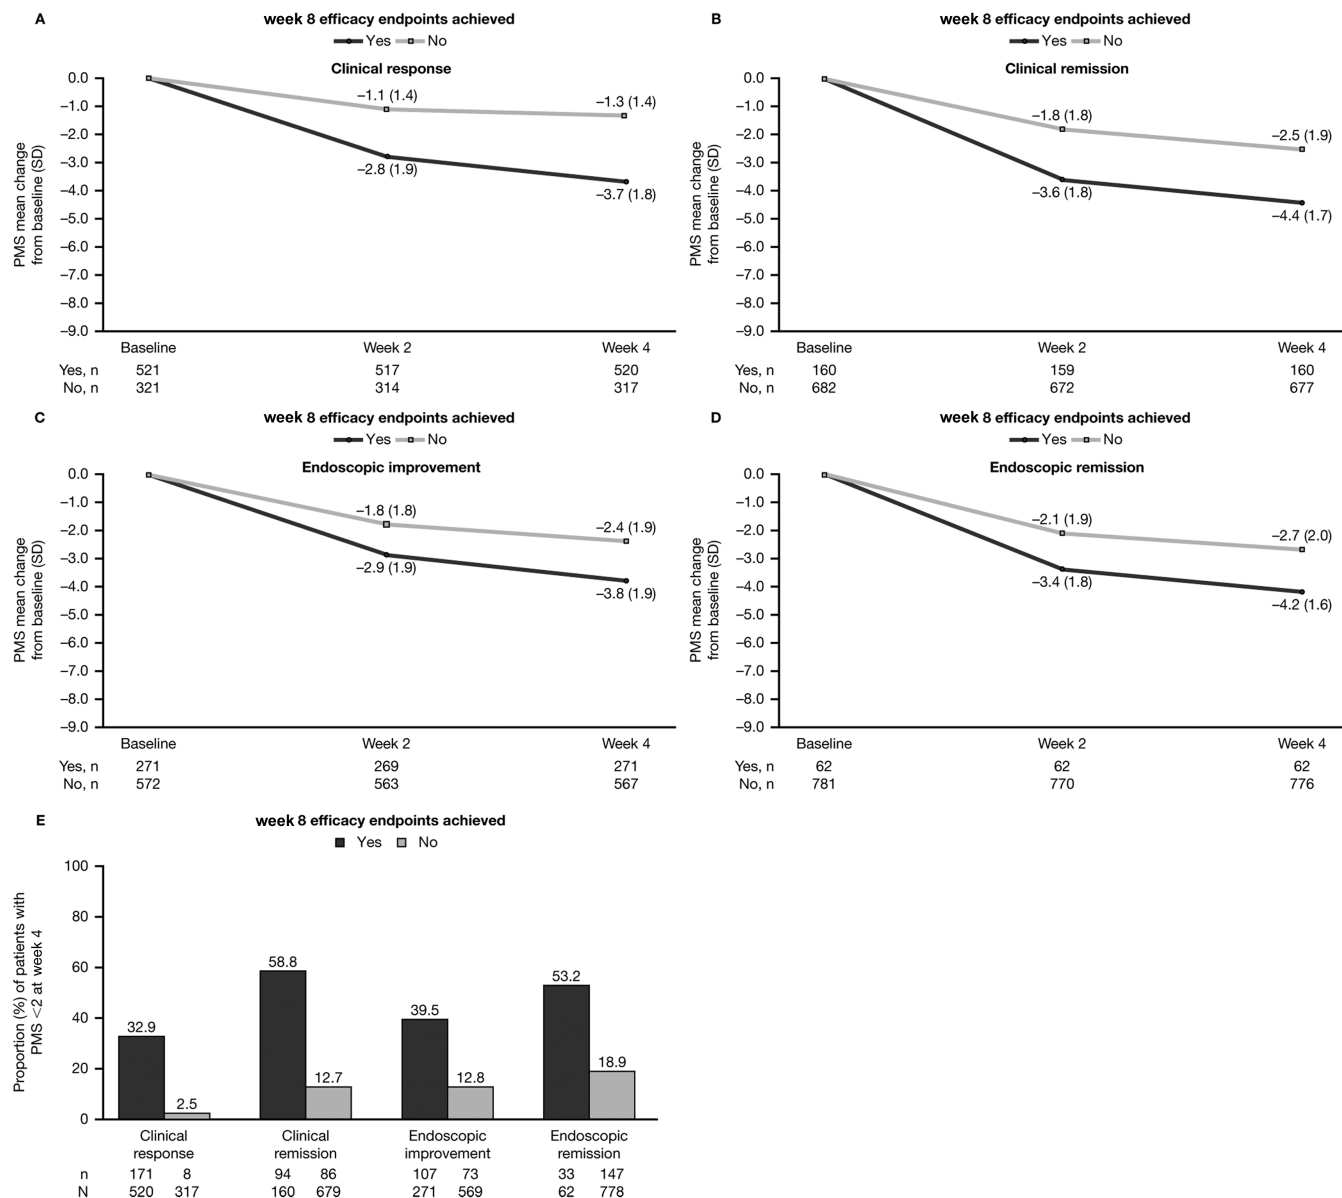 A
week 8 efficacy endpoints achieved
Yes No
Clinical response
PMS mean change
from baseline (SD)
0.0
–1.0
–2.0
–3.0
–4.0
–5.0
–6.0
–7.0
–8.0
–9.0
–1.1 (1.4)
–1.3 (1.4)
–2.8 (1.9)
–3.7 (1.8)
Baseline Week 2 Week 4
Yes, n 521 517 520
No, n 321 314 317
B
week 8 efficacy endpoints achieved
Yes No
Clinical remission
PMS mean change
from baseline (SD)
0.0
–1.0
–2.0
–3.0
–4.0
–5.0
–6.0
–7.0
–8.0
–9.0
–1.8 (1.8)
–2.5 (1.9)
–3.6 (1.8)
–4.4 (1.7)
Baseline Week 2 Week 4
Yes, n 160 159 160
No, n 682 672 677
C
week 8 efficacy endpoints achieved
Yes No
Endoscopic improvement
PMS mean change
from baseline (SD)
0.0
–1.0
–2.0
–3.0
–4.0
–5.0
–6.0
–7.0
–8.0
–9.0
–1.8 (1.8)
–2.4 (1.9)
–2.9 (1.9)
–3.8 (1.9)
Baseline Week 2 Week 4
Yes, n 271 269 271
No, n 572 563 567
D
week 8 efficacy endpoints achieved
Yes No
Endoscopic remission
PMS mean change
from baseline (SD)
0.0
–1.0
–2.0
–3.0
–4.0
–5.0
–6.0
–7.0
–8.0
–9.0
–2.1 (1.9)
–2.7 (2.0)
–3.4 (1.8)
–4.2 (1.6)
Baseline Week 2 Week 4
Yes, n 62 62 62
No, n 781 770 776
E
week 8 efficacy endpoints achieved
Yes No
Proportion (%) of patients with
PMS <2 at week 4
100
80
60
40
20
0
32.9
2.5
58.8
12.7
39.5
12.8
53.2
18.9
Clinical Clinical Endoscopic Endoscopic
response remission improvement remission
n 171 8 94 86 107 73 33 147
N 520 317 160 679 271 569 62 778